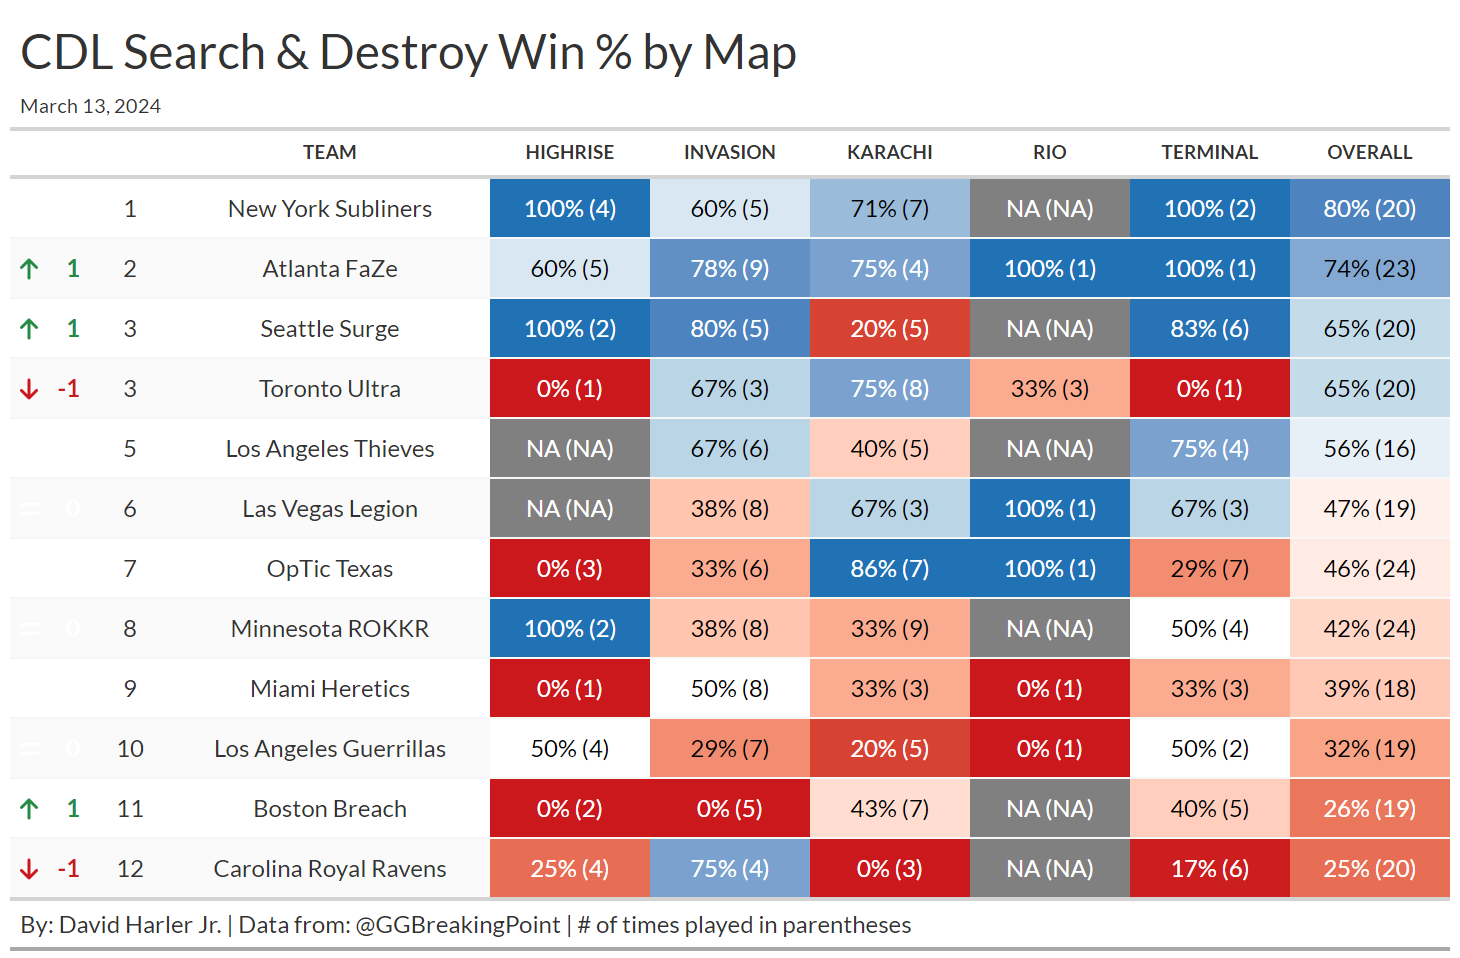 CDL Search & Destroy Win % by Map
March 13, 2024
TEAM HIGHRISE INVASION KARACHI RIO TERMINAL OVERALL
1 New York Subliners 100% (4) 60% (5) 71% (7) NA (NA) 100% (2) 80% (20)
↑ 1 2 Atlanta FaZe 60% (5) 78% (9) 75% (4) 100% (1) 100% (1) 74% (23)
↑ 1 3 Seattle Surge 100% (2) 80% (5) 20% (5) NA (NA) 83% (6) 65% (20)
↓ -1 3 Toronto Ultra 0% (1) 67% (3) 75% (8) 33% (3) 0% (1) 65% (20)
5 Los Angeles Thieves NA (NA) 67% (6) 40% (5) NA (NA) 75% (4) 56% (16)
= 0 6 Las Vegas Legion NA (NA) 38% (8) 67% (3) 100% (1) 67% (3) 47% (19)
7 OpTic Texas 0% (3) 33% (6) 86% (7) 100% (1) 29% (7) 46% (24)
= 0 8 Minnesota ROKKR 100% (2) 38% (8) 33% (9) NA (NA) 50% (4) 42% (24)
9 Miami Heretics 0% (1) 50% (8) 33% (3) 0% (1) 33% (3) 39% (18)
= 0 10 Los Angeles Guerrillas 50% (4) 29% (7) 20% (5) 0% (1) 50% (2) 32% (19)
↑ 1 11 Boston Breach 0% (2) 0% (5) 43% (7) NA (NA) 40% (5) 26% (19)
↓ -1 12 Carolina Royal Ravens 25% (4) 75% (4) 0% (3) NA (NA) 17% (6) 25% (20)
By: David Harler Jr. | Data from: @GGBreakingPoint | # of times played in parentheses